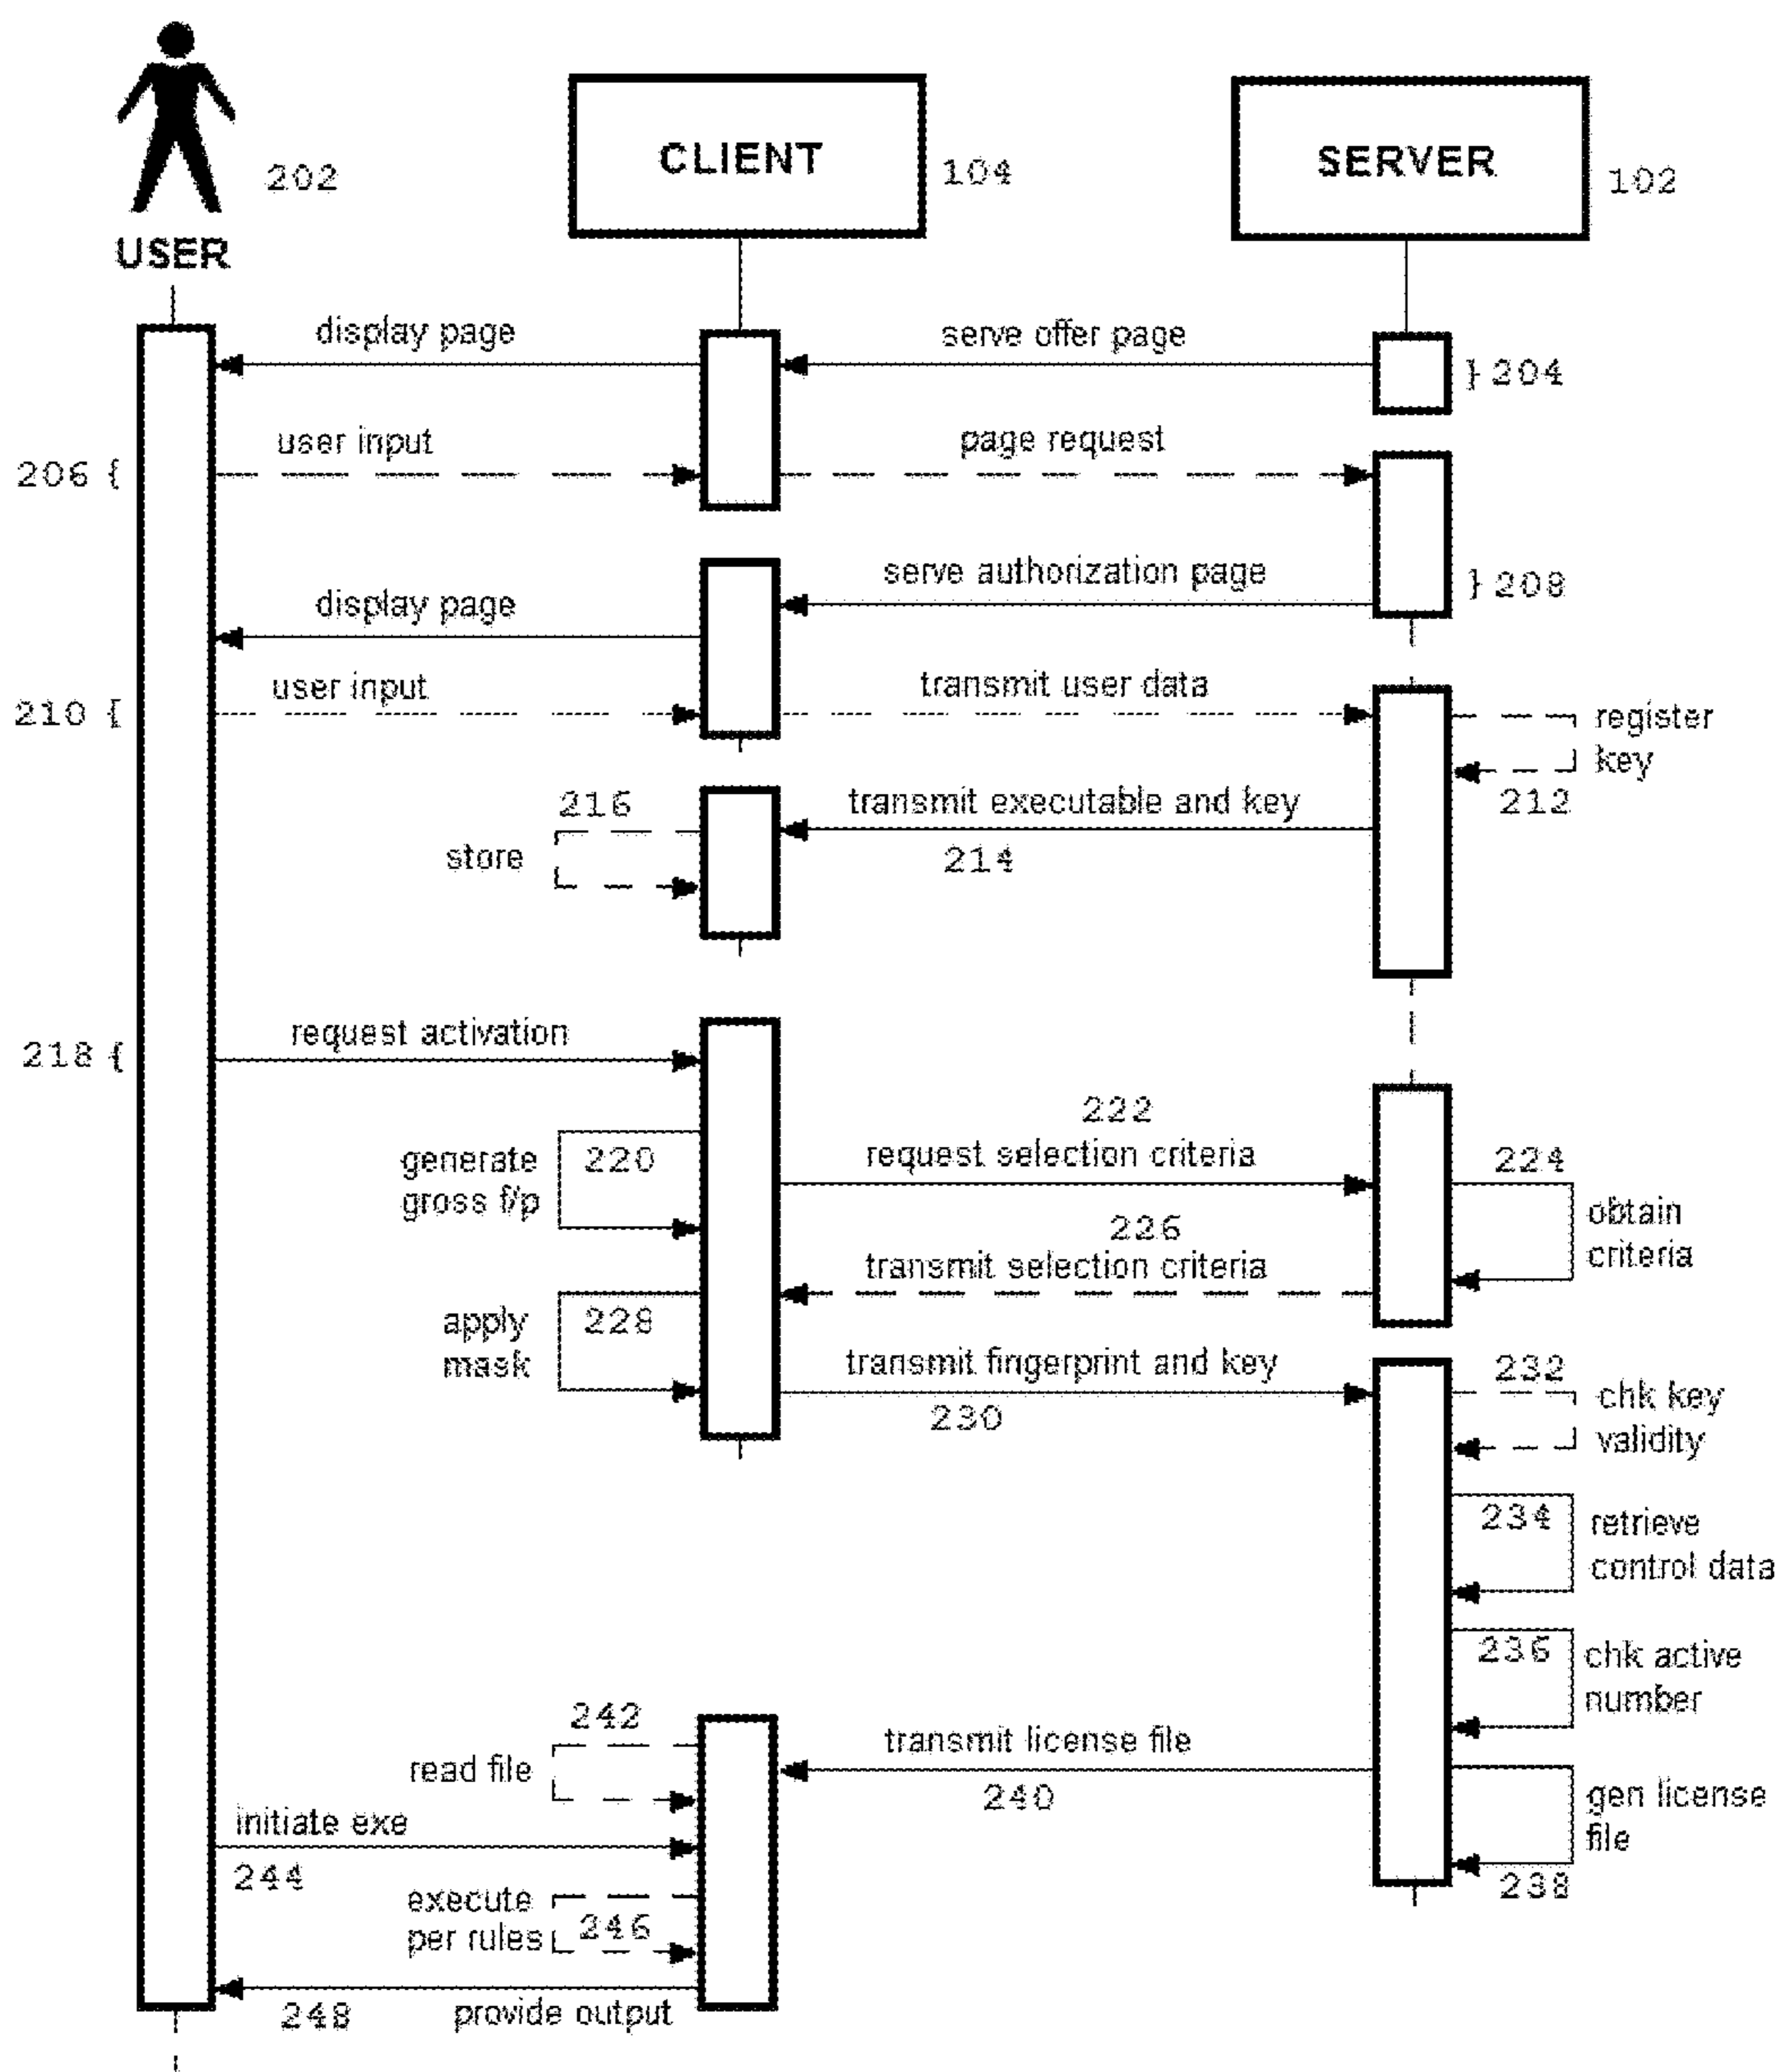 CLIENT
104
SERVER
102
202
USER
display page
serve offer page
} 204
user input
page request
206 {
serve authorization page
} 208
display page
user input
transmit user data
210 {
register
key
212
216
transmit executable and key
store
214
request activation
218 {
222
generate
gross f/p
220
request selection criteria
224
226
obtain
criteria
transmit selection criteria
apply
mask
228
transmit fingerprint and key
230
232
chk key
validity
234
retrieve
control data
236
chk active
number
242
transmit license file
read file
240
gen license
file
initiate exe
244
238
execute
per rules
246
248
provide output